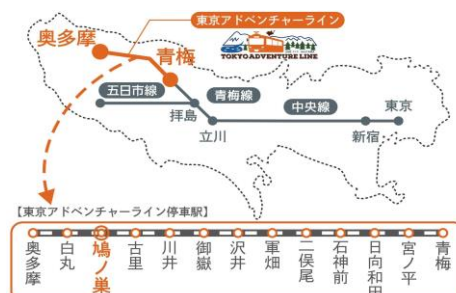 東京アドベンチャーライン
奥多摩
青梅
TOKYO ADVENTURE LINE
五日市線
青梅線
中央線
東京
拝島
立川
新宿
【東京アドベンチャーライン停車駅】
奥多摩
白丸
鳩ノ巣
古里
川井
御嶽
沢井
軍畑
二俣尾
石神前
日向和田
宮ノ平
青梅